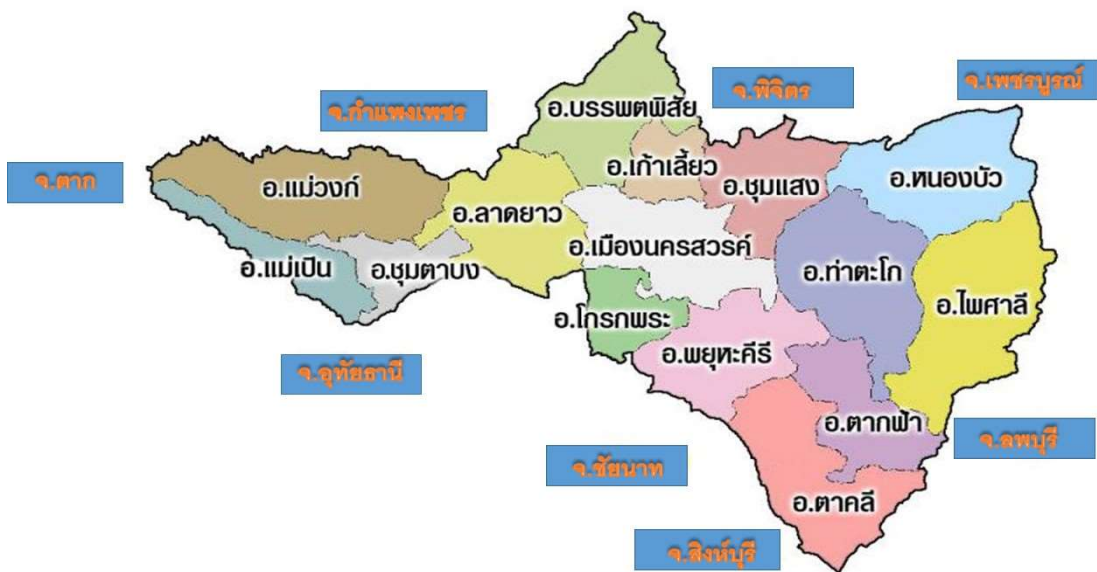 จ.เพชรบูรณ์
จ.พิจิตร
จ.กำแพงเพชร
อ.บรรพตพิสัย
อ.เก้าเลี้ยว
จ.ตาก
อ.แม่วงก์
อ.ชุมแสง
อ.หนองบัว
อ.ลาดยาว
อ.เมืองนครสวรค์
อ.แม่เปิน
อ.ชุมตาบง
อ.ท่าตะโก
อ.ไพศาลี
อ.โกรกพระ
อ.พยุหะคีรี
จ.อุทัยธานี
อ.ตากฟ้า
จ.ลพบุรี
จ.ชัยนาท
อ.ตาคลี
จ.สิงห์บุรี